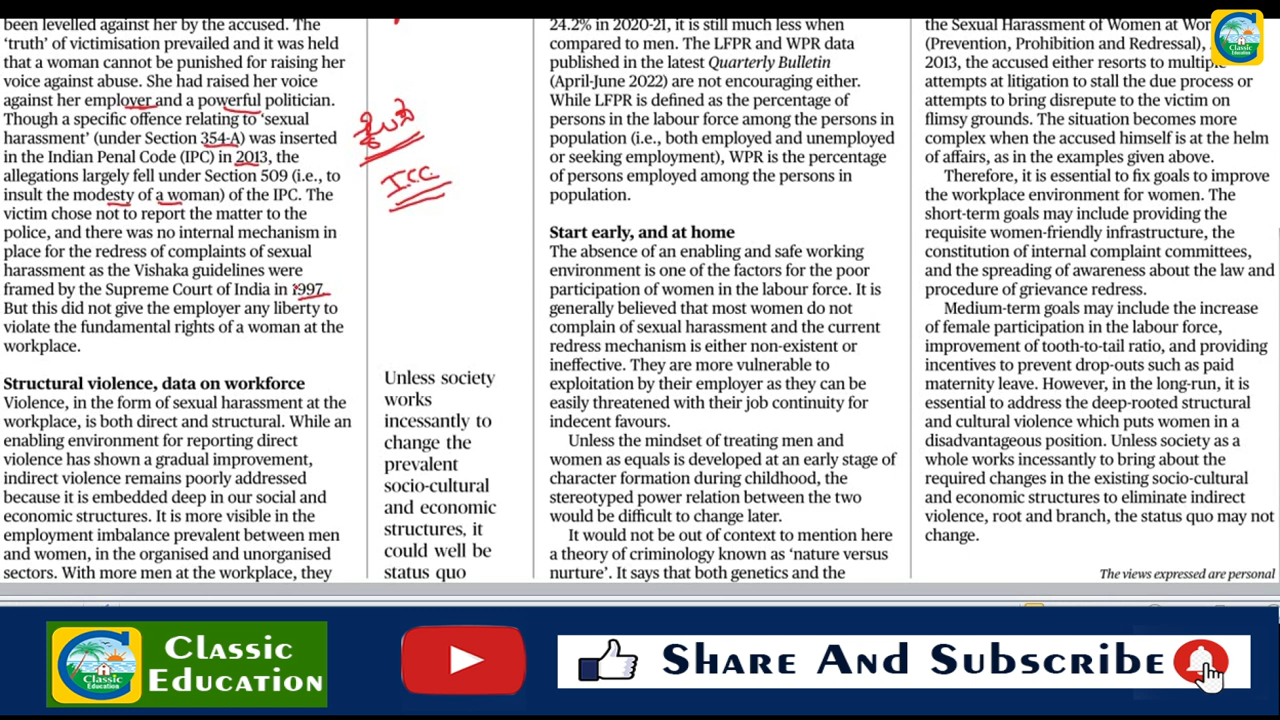 been levelled against her by the accused. The
‘truth’ of victimisation prevailed and it was held
that a woman cannot be punished for raising her
voice against abuse. She had raised her voice
against her employer and a powerful politician.
Though a specific offence relating to ‘sexual
harassment’ (under Section 354-A) was inserted
in the Indian Penal Code (IPC) in 2013, the
allegations largely fell under Section 509 (i.e., to
insult the modesty of a woman) of the IPC. The
victim chose not to report the matter to the
police, and there was no internal mechanism in
place for the redress of complaints of sexual
harassment as the Vishaka guidelines were
framed by the Supreme Court of India in 1997.
But this did not give the employer any liberty to
violate the fundamental rights of a woman at the
workplace.
Structural violence, data on workforce
Violence, in the form of sexual harassment at the
workplace, is both direct and structural. While an
enabling environment for reporting direct
violence has shown a gradual improvement,
indirect violence remains poorly addressed
because it is embedded deep in our social and
economic structures. It is more visible in the
employment imbalance prevalent between men
and women, in the organised and unorganised
sectors. With more men at the workplace, they
I.C.C.
Unless society
works
incessantly to
change the
prevalent
socio-cultural
and economic
structures, it
could well be
status quo
24.2% in 2020-21, it is still much less when
compared to men. The LFPR and WPR data
published in the latest Quarterly Bulletin
(April-June 2022) are not encouraging either.
While LFPR is defined as the percentage of
persons in the labour force among the persons in
population (i.e., both employed and unemployed
or seeking employment), WPR is the percentage
of persons employed among the persons in
population.
Start early, and at home
The absence of an enabling and safe working
environment is one of the factors for the poor
participation of women in the labour force. It is
generally believed that most women do not
complain of sexual harassment and the current
redress mechanism is either non-existent or
ineffective. They are more vulnerable to
exploitation by their employer as they can be
easily threatened with their job continuity for
indecent favours.
Unless the mindset of treating men and
women as equals is developed at an early stage of
character formation during childhood, the
stereotyped power relation between the two
would be difficult to change later.
It would not be out of context to mention here
a theory of criminology known as ‘nature versus
nurture’. It says that both genetics and the
the Sexual Harassment of Women at
(Prevention, Prohibition and Redressal),
2013, the accused either resorts to multiple
attempts at litigation to stall the due process or
attempts to bring disrepute to the victim on
flimsy grounds. The situation becomes more
complex when the accused himself is at the helm
of affairs, as in the examples given above.
Therefore, it is essential to fix goals to improve
the workplace environment for women. The
short-term goals may include providing the
requisite women-friendly infrastructure, the
constitution of internal complaint committees,
and the spreading of awareness about the law and
procedure of grievance redress.
Medium-term goals may include the increase
of female participation in the labour force,
improvement of tooth-to-tail ratio, and providing
incentives to prevent drop-outs such as paid
maternity leave. However, in the long-run, it is
essential to address the deep-rooted structural
and cultural violence which puts women in a
disadvantageous position. Unless society as a
whole works incessantly to bring about the
required changes in the existing socio-cultural
and economic structures to eliminate indirect
violence, root and branch, the status quo may not
change.
The views expressed are personal
Classic
Education
Classic
Education
Classic
Education
Share And Subscribe